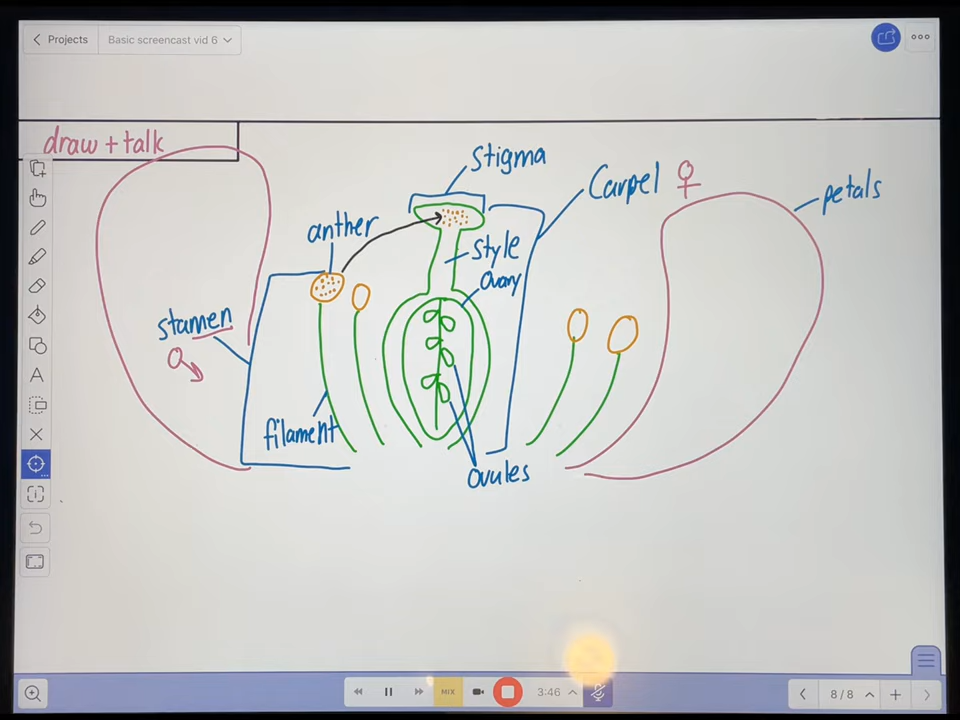 Projects
Basic screencast vid 6
draw + talk
Stigma
Carpel ♀
petals
anther
style
Ovary
stamen
filament
Ovules
MIX
3:46
8/8
A